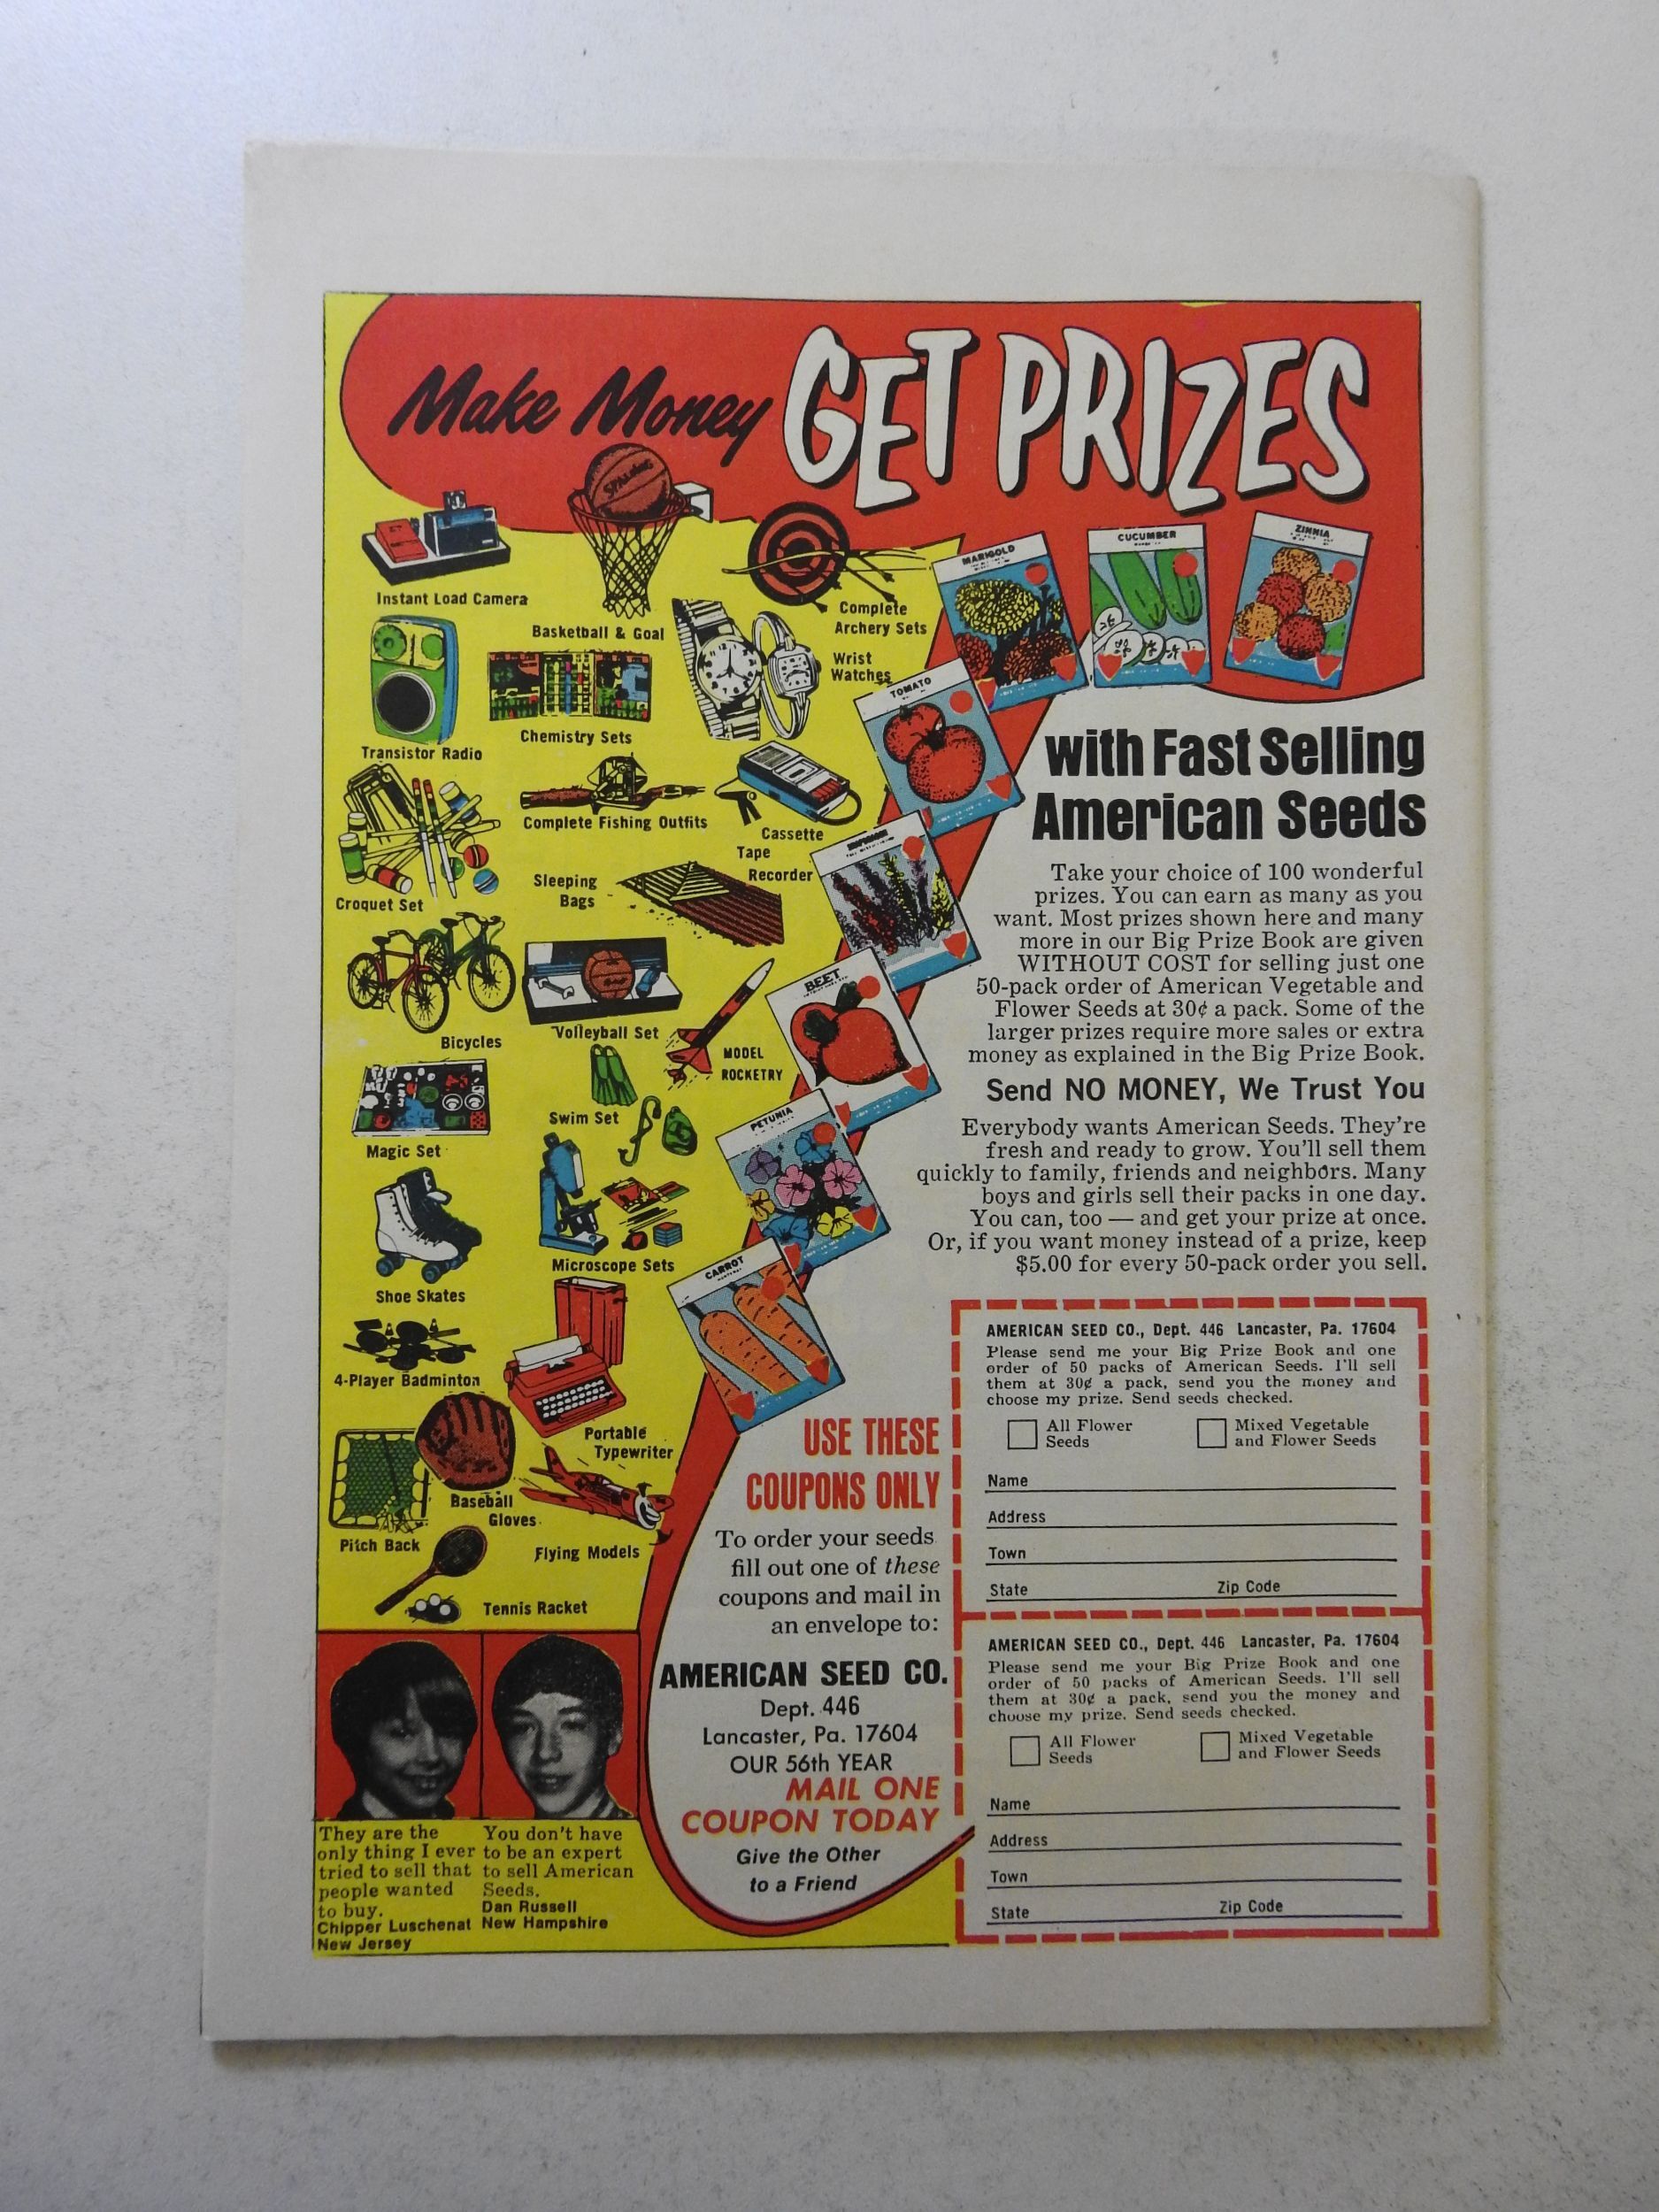 Make Money GET PRIZES
SPALDING
Instant Load Camera
Basketball & Goal
Complete
Archery Sets
Wrist
Watches
Transistor Radio
Chemistry Sets
Complete Fishing Outfits
Cassette
Tape
Recorder
Croquet Set
Sleeping
Bags
Bicycles
Volleyball Set
MODEL
ROCKETRY
Swim Set
Magic Set
Microscope Sets
Shoe Skates
4-Player Badminton
Portable
Typewriter
Baseball
Gloves
Pitch Back
Flying Models
Tennis Racket
MARIGOLD
CUCUMBER
ZINNIA
TOMATO
BEET
PETUNIA
CARROT
with Fast Selling
American Seeds
Take your choice of 100 wonderful
prizes. You can earn as many as you
want. Most prizes shown here and many
more in our Big Prize Book are given
WITHOUT COST for selling just one
50-pack order of American Vegetable and
Flower Seeds at 30¢ a pack. Some of the
larger prizes require more sales or extra
money as explained in the Big Prize Book.
Send NO MONEY, We Trust You
Everybody wants American Seeds. They're
fresh and ready to grow. You'll sell them
quickly to family, friends and neighbors. Many
boys and girls sell their packs in one day.
You can, too — and get your prize at once.
Or, if you want money instead of a prize, keep
$5.00 for every 50-pack order you sell.
USE THESE
COUPONS ONLY
To order your seeds
fill out one of these
coupons and mail in
an envelope to:
AMERICAN SEED CO.
Dept. 446
Lancaster, Pa. 17604
OUR 56th YEAR
MAIL ONE
COUPON TODAY
Give the Other
to a Friend
AMERICAN SEED CO., Dept. 446 Lancaster, Pa. 17604
Please send me your Big Prize Book and one
order of 50 packs of American Seeds. I'll sell
them at 30¢ a pack, send you the money and
choose my prize. Send seeds checked.
All Flower
Seeds
Mixed Vegetable
and Flower Seeds
Name
Address
Town
State Zip Code
AMERICAN SEED CO., Dept. 446 Lancaster, Pa. 17604
Please send me your Big Prize Book and one
order of 50 packs of American Seeds. I'll sell
them at 30¢ a pack, send you the money and
choose my prize. Send seeds checked.
All Flower
Seeds
Mixed Vegetable
and Flower Seeds
Name
Address
Town
State Zip Code
They are the
only thing I ever
tried to sell that
people wanted
to buy.
Chipper Luschenat
New Jersey
You don't have
to be an expert
to sell American
Seeds.
Dan Russell
New Hampshire